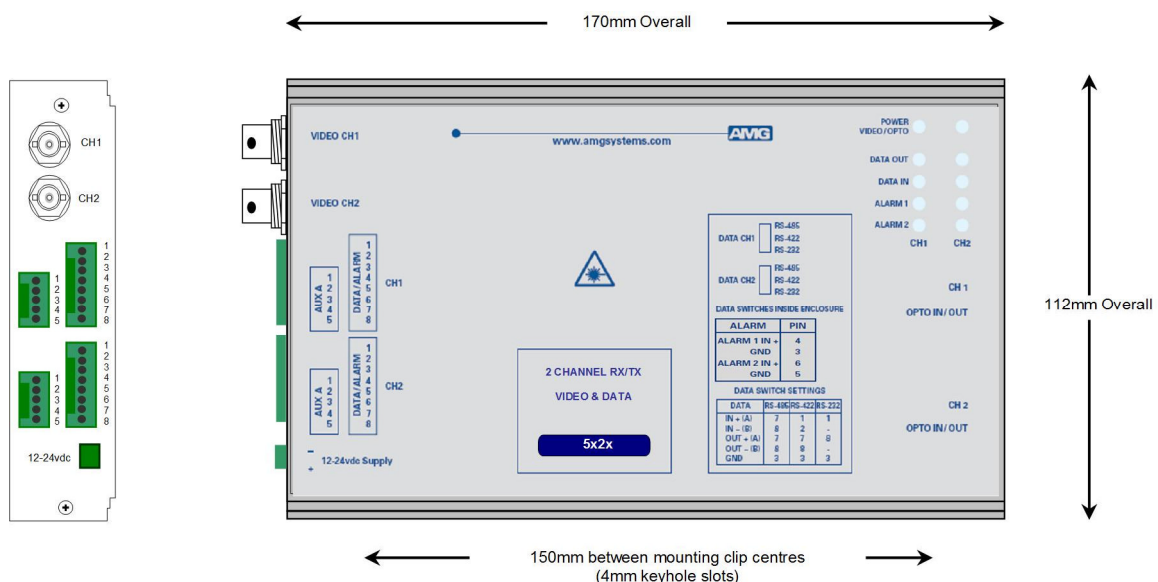 170mm Overall
CH1
CH2
1
2
3
4
5
6
7
8
1
2
3
4
5
1
2
3
4
5
6
7
8
1
2
3
4
5
12-24vdc
VIDEO CH1
www.amgsystems.com
AMG
VIDEO CH2
POWER
VIDEO/OPTO
DATA OUT
DATA IN
ALARM 1
ALARM 2
CH1 CH2
AUX A
1
2
3
4
5
DATA/ALARM
1
2
3
4
5
6
7
8
CH1
AUX A
1
2
3
4
5
DATA/ALARM
1
2
3
4
5
6
7
8
CH2
- 12-24vdc Supply
+
2 CHANNEL RX/TX
VIDEO & DATA
5x2x
DATA CH1
RS-485
RS-422
RS-232
DATA CH2
RS-485
RS-422
RS-232
DATA SWITCHES INSIDE ENCLOSURE
ALARM PIN
ALARM 1 IN + 4
GND 3
ALARM 2 IN + 6
GND 5
DATA SWITCH SETTINGS
DATA RS-485 RS-422 RS-232
IN + (A) 7 1 1
IN - (B) 8 2 -
OUT + (A) 7 7 8
OUT - (B) 8 8 -
GND 3 3 3
CH 1
OPTO IN/OUT
CH 2
OPTO IN/OUT
112mm Overall
150mm between mounting clip centres
(4mm keyhole slots)